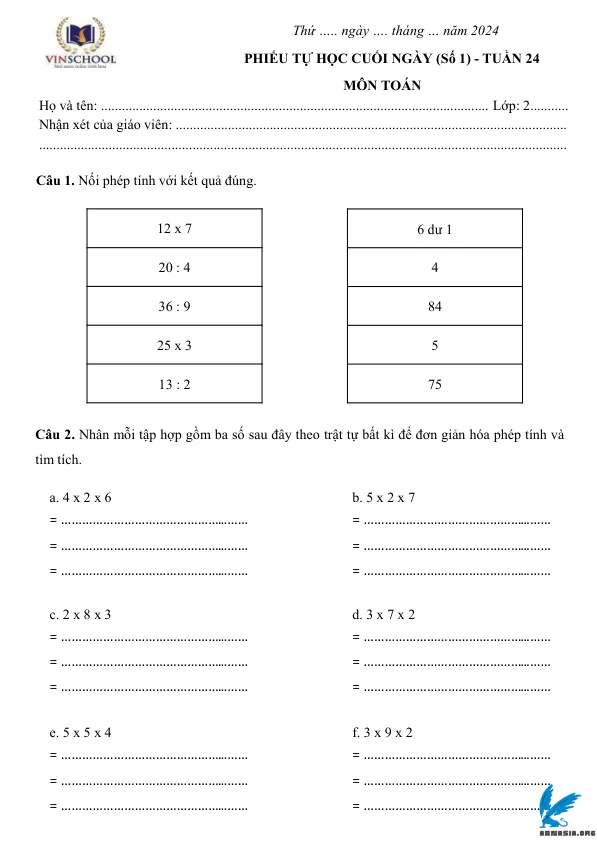 Thứ ..... ngày .... tháng ... năm 2024
VINSCHOOL
PHIẾU TỰ HỌC CUỐI NGÀY (Số 1) - TUẦN 24
MÔN TOÁN
Họ và tên: ............................................................................................................... Lớp: 2...........
Nhận xét của giáo viên: ................................................................................................................
.......................................................................................................................................................
Câu 1. Nối phép tính với kết quả đúng.
12 x 7 6 dư 1
20 : 4 4
36 : 9 84
25 x 3 5
13 : 2 75
Câu 2. Nhân mỗi tập hợp gồm ba số sau đây theo trật tự bất kì để đơn giản hóa phép tính và
tìm tích.
a. 4 x 2 x 6 b. 5 x 2 x 7
= ..................................................... = .....................................................
= ..................................................... = .....................................................
= ..................................................... = .....................................................
c. 2 x 8 x 3 d. 3 x 7 x 2
= ..................................................... = .....................................................
= ..................................................... = .....................................................
= ..................................................... = .....................................................
e. 5 x 5 x 4 f. 3 x 9 x 2
= ..................................................... = .....................................................
= ..................................................... = .....................................................
= ..................................................... = .....................................................
ABNASIA.ORG